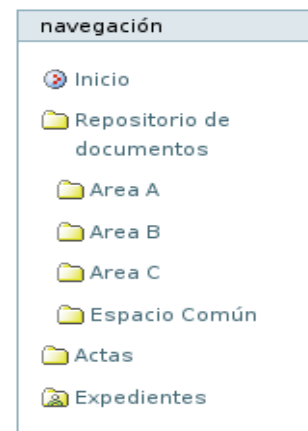 navegación
Inicio
Repositorio de
documentos
Area A
Area B
Area C
Espacio Común
Actas
Expedientes